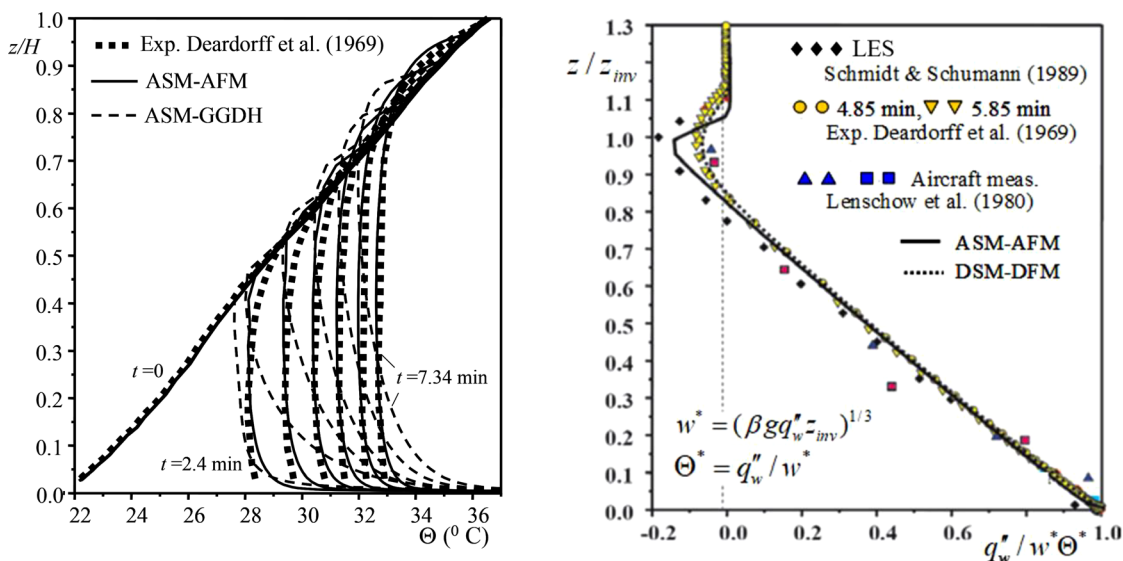 z/H
1.0
0.9
0.8
0.7
0.6
0.5
0.4
0.3
0.2
0.1
0.0
Exp. Deardorff et al. (1969)
ASM-AFM
ASM-GGDH
t=0
t=7.34 min
t=2.4 min
22 24 26 28 30 32 34 36
Θ (⁰ C)
z / z_inv
1.3
1.1
1.0
0.9
0.8
0.7
0.6
0.5
0.4
0.3
0.2
0.1
0.0
LES
Schmidt & Schumann (1989)
4.85 min, 5.85 min
Exp. Deardorff et al. (1969)
Aircraft meas.
Lenschow et al. (1980)
ASM-AFM
DSM-DFM
w* = (βgq″_w z_inv)^1/3
Θ* = q″_w / w*
-0.2 0.0 0.2 0.4 0.6 0.8 1.0
q″_w / w*Θ*